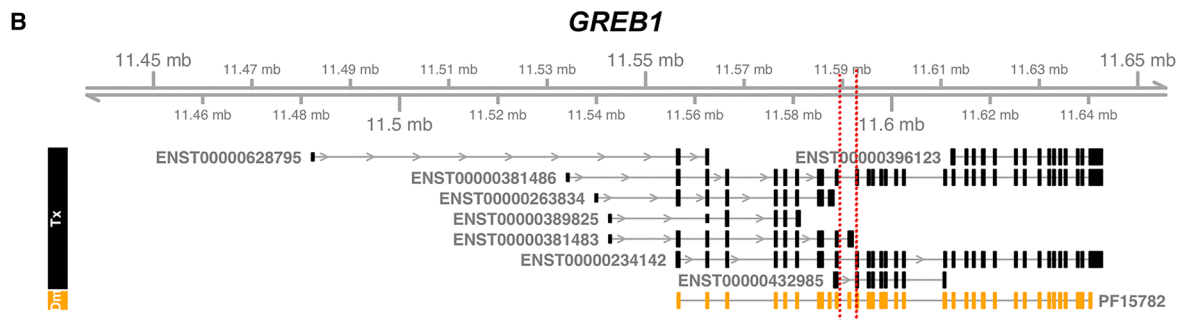 B
GREB1
11.45 mb 11.55 mb 11.65 mb
11.47 mb 11.49 mb 11.51 mb 11.53 mb 11.57 mb 11.59 mb 11.61 mb 11.63 mb
11.46 mb 11.48 mb 11.52 mb 11.54 mb 11.56 mb 11.58 mb 11.62 mb 11.64 mb
11.5 mb 11.6 mb
ENST00000628795 ENST00000396123
ENST00000381486
ENST00000263834
Tx
ENST00000389825
ENST00000381483
ENST00000234142
ENST00000432985
Dm PF15782